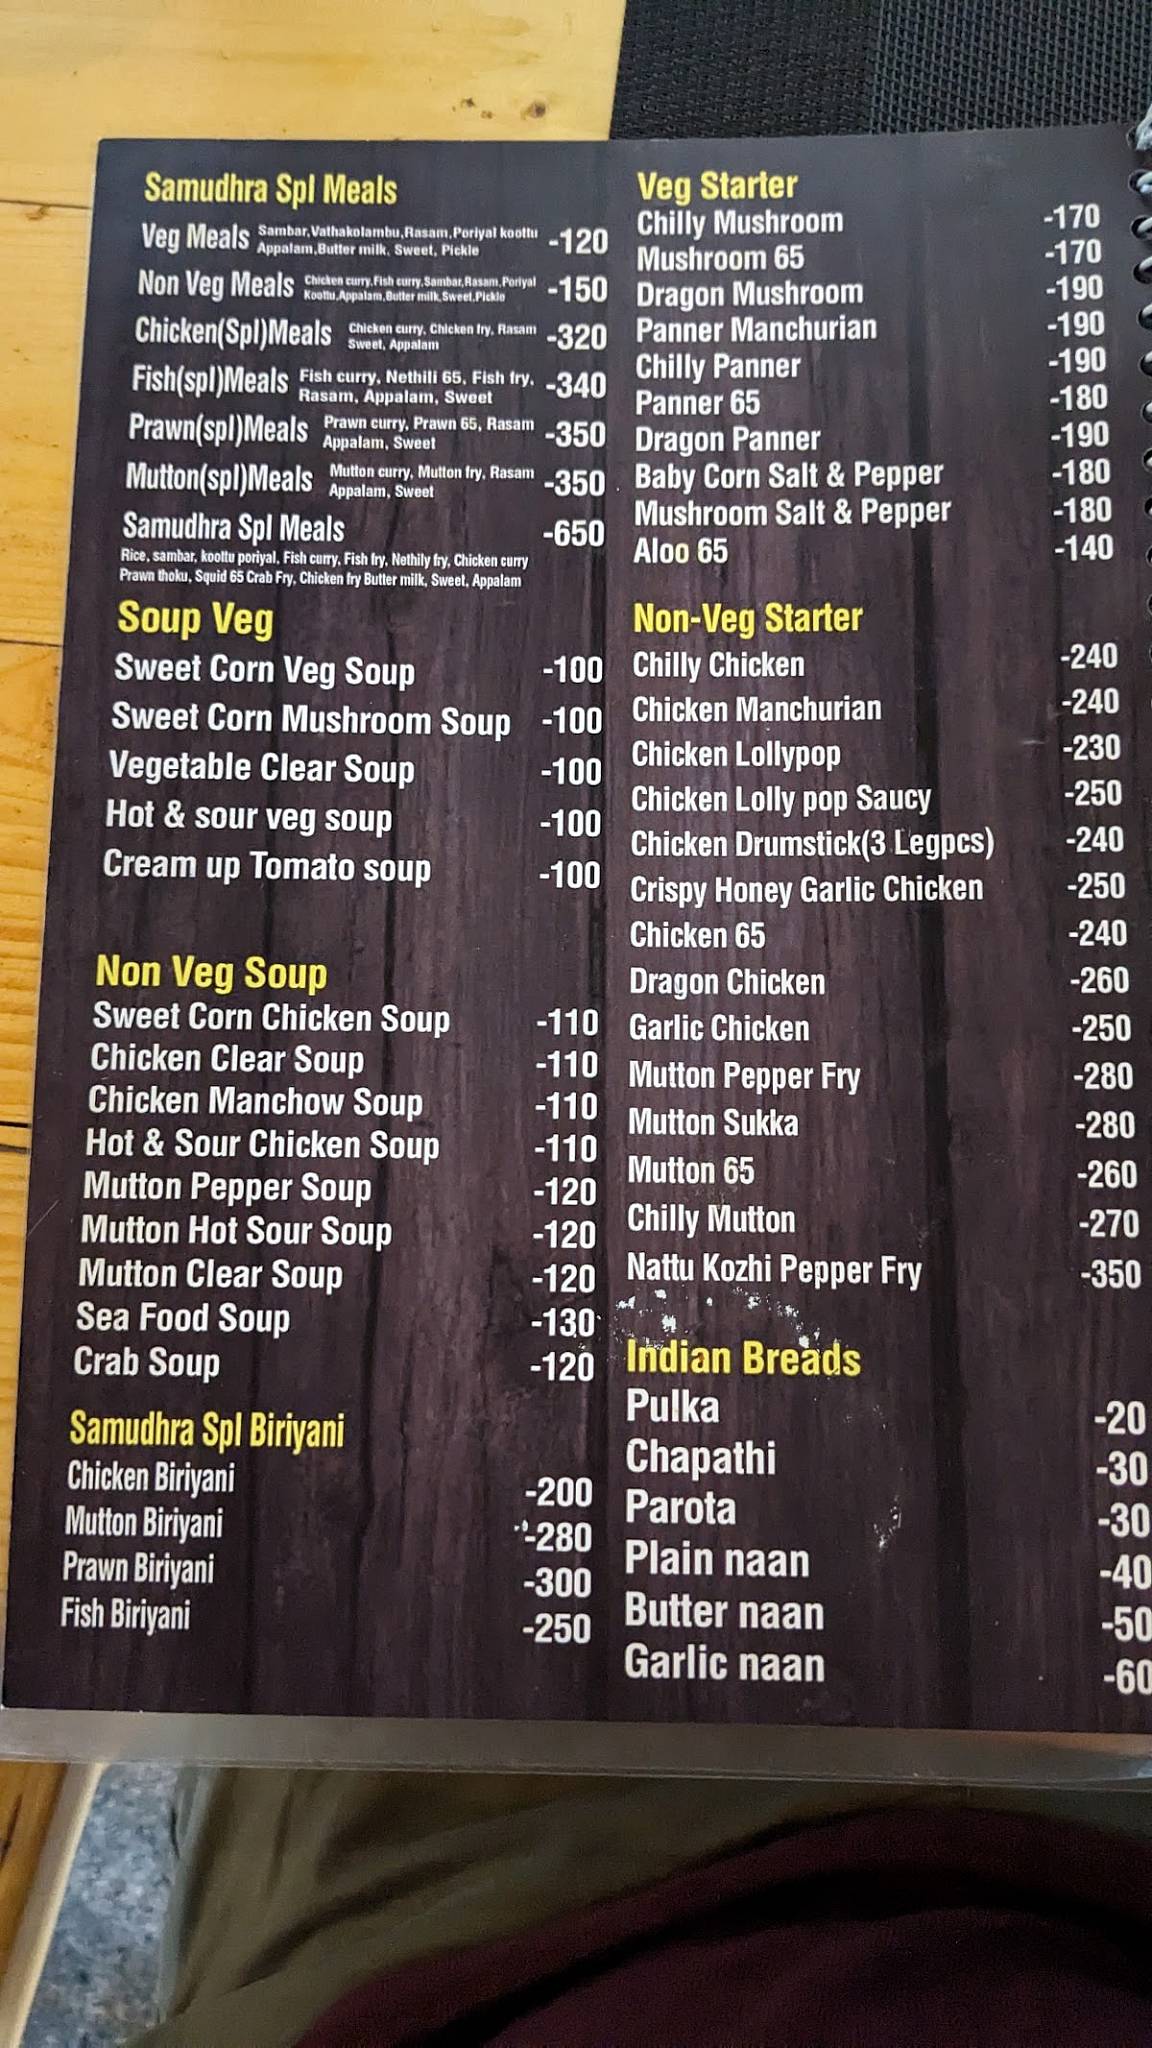 Samudhra Spl Meals
Veg Meals Sambar,Vathakolambu,Rasam,Poriyal koottu -120
Appalam,Butter milk, Sweet, Pickle
Non Veg Meals Chicken curry,Fish curry,Sambar,Rasam,Poriyal -150
Koottu,Appalam,Butter milk,Sweet,Pickle
Chicken(Spl)Meals Chicken curry, Chicken fry, Rasam -320
Sweet, Appalam
Fish(spl)Meals Fish curry, Nethili 65, Fish fry, -340
Rasam, Appalam, Sweet
Prawn(spl)Meals Prawn curry, Prawn 65, Rasam -350
Appalam, Sweet
Mutton(spl)Meals Mutton curry, Mutton fry, Rasam -350
Appalam, Sweet
Samudhra Spl Meals -650
Rice, sambar, koottu poriyal, Fish curry, Fish fry, Nethily fry, Chicken curry
Prawn thoku, Squid 65 Crab Fry, Chicken fry Butter milk, Sweet, Appalam
Soup Veg
Sweet Corn Veg Soup -100
Sweet Corn Mushroom Soup -100
Vegetable Clear Soup -100
Hot & sour veg soup -100
Cream up Tomato soup -100
Non Veg Soup
Sweet Corn Chicken Soup -110
Chicken Clear Soup -110
Chicken Manchow Soup -110
Hot & Sour Chicken Soup -110
Mutton Pepper Soup -120
Mutton Hot Sour Soup -120
Mutton Clear Soup -120
Sea Food Soup -130
Crab Soup -120
Samudhra Spl Biriyani
Chicken Biriyani -200
Mutton Biriyani -280
Prawn Biriyani -300
Fish Biriyani -250
Veg Starter
Chilly Mushroom -170
Mushroom 65 -170
Dragon Mushroom -190
Panner Manchurian -190
Chilly Panner -190
Panner 65 -180
Dragon Panner -190
Baby Corn Salt & Pepper -180
Mushroom Salt & Pepper -180
Aloo 65 -140
Non-Veg Starter
Chilly Chicken -240
Chicken Manchurian -240
Chicken Lollypop -230
Chicken Lolly pop Saucy -250
Chicken Drumstick(3 Legpcs) -240
Crispy Honey Garlic Chicken -250
Chicken 65 -240
Dragon Chicken -260
Garlic Chicken -250
Mutton Pepper Fry -280
Mutton Sukka -280
Mutton 65 -260
Chilly Mutton -270
Nattu Kozhi Pepper Fry -350
Indian Breads
Pulka -20
Chapathi -30
Parota -30
Plain naan -40
Butter naan -50
Garlic naan -60